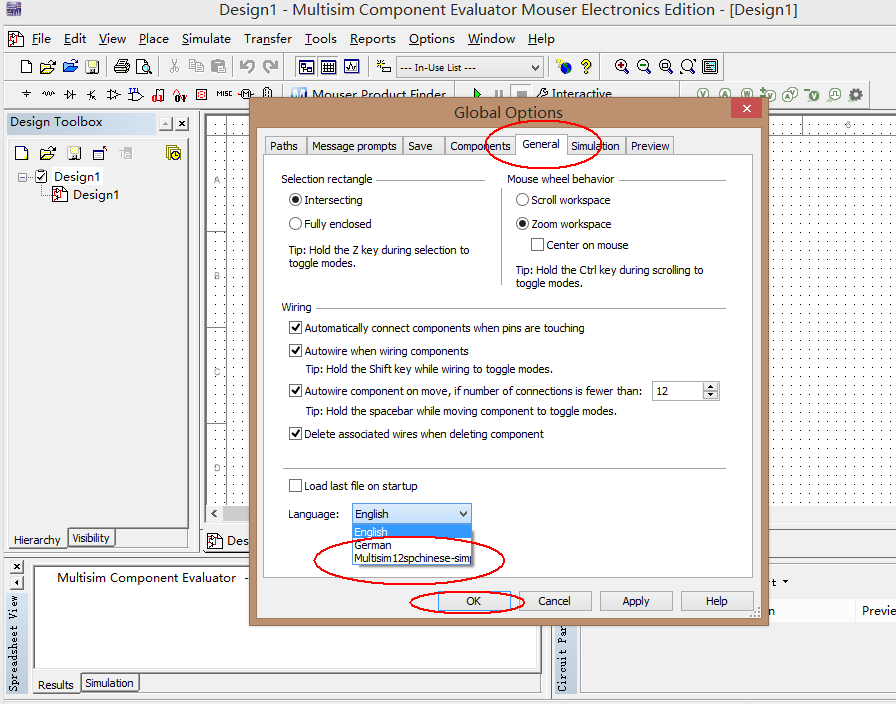 Design1 - Multisim Component Evaluator Mouser Electronics Edition - [Design1]
File Edit View Place Simulate Transfer Tools Reports Options Window Help
--- In-Use List ---
MISC
Mouser Product Finder
Interactive
Design Toolbox
Design1
Design1
Hierarchy Visibility
Global Options
Paths Message prompts Save Components General Simulation Preview
Selection rectangle
Intersecting
Fully enclosed
Tip: Hold the Z key during selection to
toggle modes.
Mouse wheel behavior
Scroll workspace
Zoom workspace
Center on mouse
Tip: Hold the Ctrl key during scrolling to
toggle modes.
Wiring
Automatically connect components when pins are touching
Autowire when wiring components
Tip: Hold the Shift key while wiring to toggle modes.
Autowire component on move, if number of connections is fewer than: 12
Tip: Hold the spacebar while moving component to toggle modes.
Delete associated wires when deleting component
Load last file on startup
Language: English
English
German
Multisim12spchinese-simp
OK Cancel Apply Help
A
B
C
D
Des
Multisim Component Evaluator -
Spreadsheet View
Results Simulation
Circuit Par
Previe